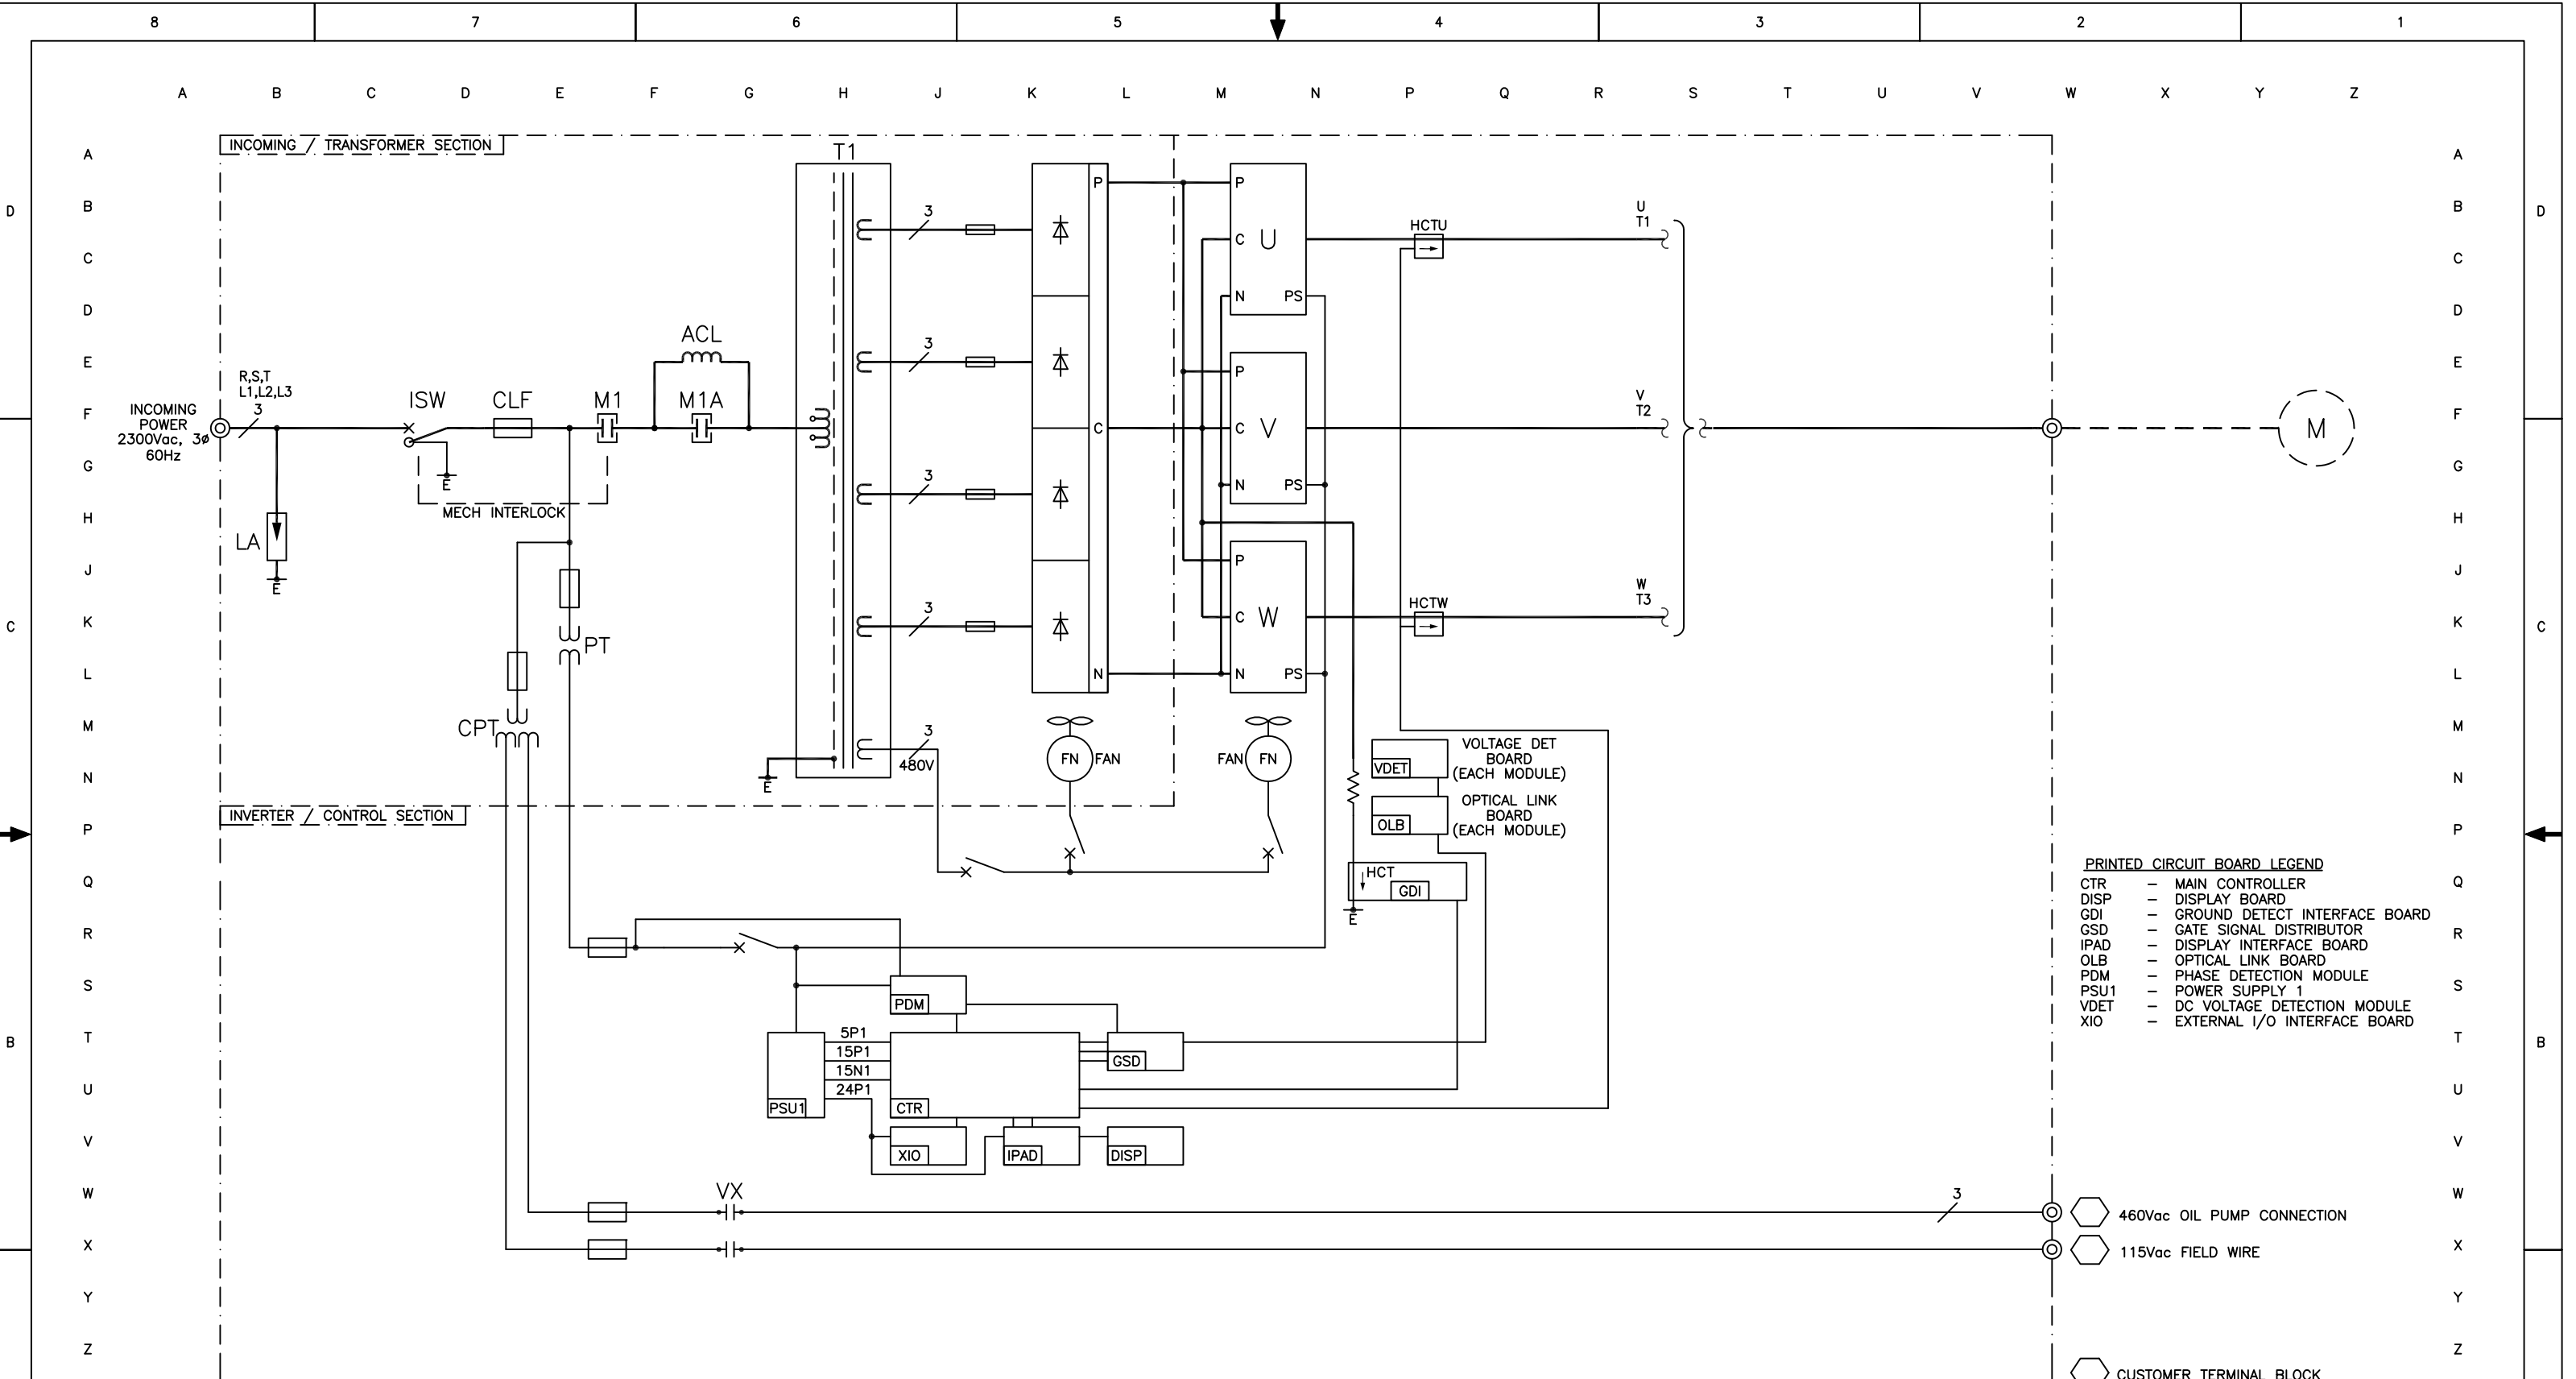 8 7 6 5 4 3 2 1
A B C D E F G H J K L M N P Q R S T U V W X Y Z
INCOMING / TRANSFORMER SECTION
T1
A
A
P
P
B
B
D
D
3
U
T1
HCTU
C
U
C
C
N
PS
D
D
ACL
3
E
E
P
R,S,T
L1,L2,L3
3
ISW
CLF
M1
M1A
V
T2
INCOMING
POWER
2300Vac, 3ø
60Hz
F
F
C
C
V
M
G
G
E
3
N
PS
MECH INTERLOCK
H
H
LA
E
P
J
J
W
T3
3
HCTW
K
K
C
C
C
W
PT
N
N
PS
L
L
CPT
M
M
3
480V
FN
FAN
FAN
FN
VDET
VOLTAGE DET
BOARD
(EACH MODULE)
E
N
N
OLB
OPTICAL LINK
BOARD
(EACH MODULE)
INVERTER / CONTROL SECTION
P
P
HCT
GDI
E
Q
Q
PRINTED CIRCUIT BOARD LEGEND
CTR – MAIN CONTROLLER
DISP – DISPLAY BOARD
GDI – GROUND DETECT INTERFACE BOARD
GSD – GATE SIGNAL DISTRIBUTOR
IPAD – DISPLAY INTERFACE BOARD
OLB – OPTICAL LINK BOARD
PDM – PHASE DETECTION MODULE
PSU1 – POWER SUPPLY 1
VDET – DC VOLTAGE DETECTION MODULE
XIO – EXTERNAL I/O INTERFACE BOARD
R
R
S
S
PDM
T
T
B
B
5P1
15P1
15N1
24P1
GSD
U
U
PSU1
CTR
V
V
XIO
IPAD
DISP
W
W
VX
3
460Vac OIL PUMP CONNECTION
X
X
115Vac FIELD WIRE
Y
Y
Z
Z
CUSTOMER TERMINAL BLOCK